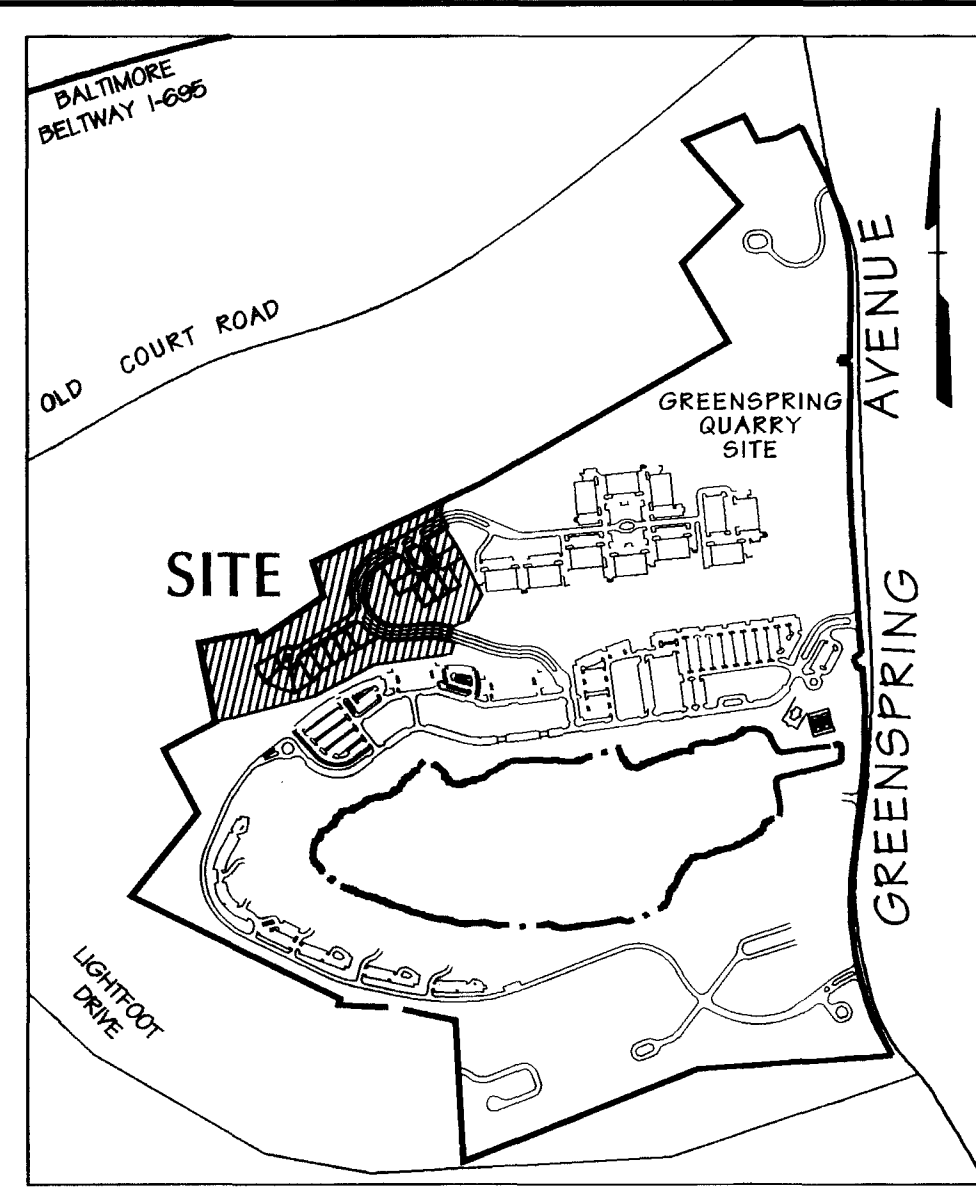 BALTIMORE
BELTWAY I-695
OLD COURT ROAD
GREENSPRING AVENUE
GREENSPRING
QUARRY
SITE
SITE
LIGHTFOOT
DRIVE